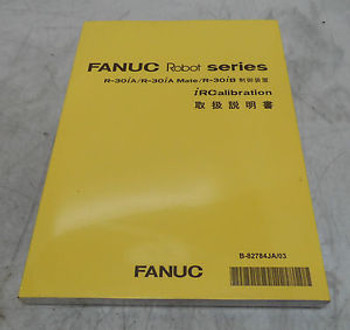 FANUC Robot series
R-30iA/R-30iA Mate/R-30iB 制御装置
iRCalibration
取扱説明書
B-82784JA/03
FANUC